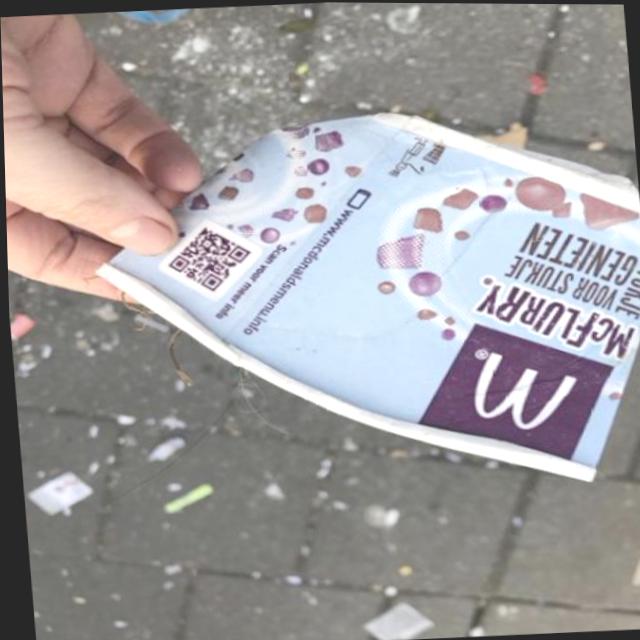 McFLURRY.
VOOR STUKJE
GENIETEN
www.mcdonaldsmenu.info
Scan voor meer info